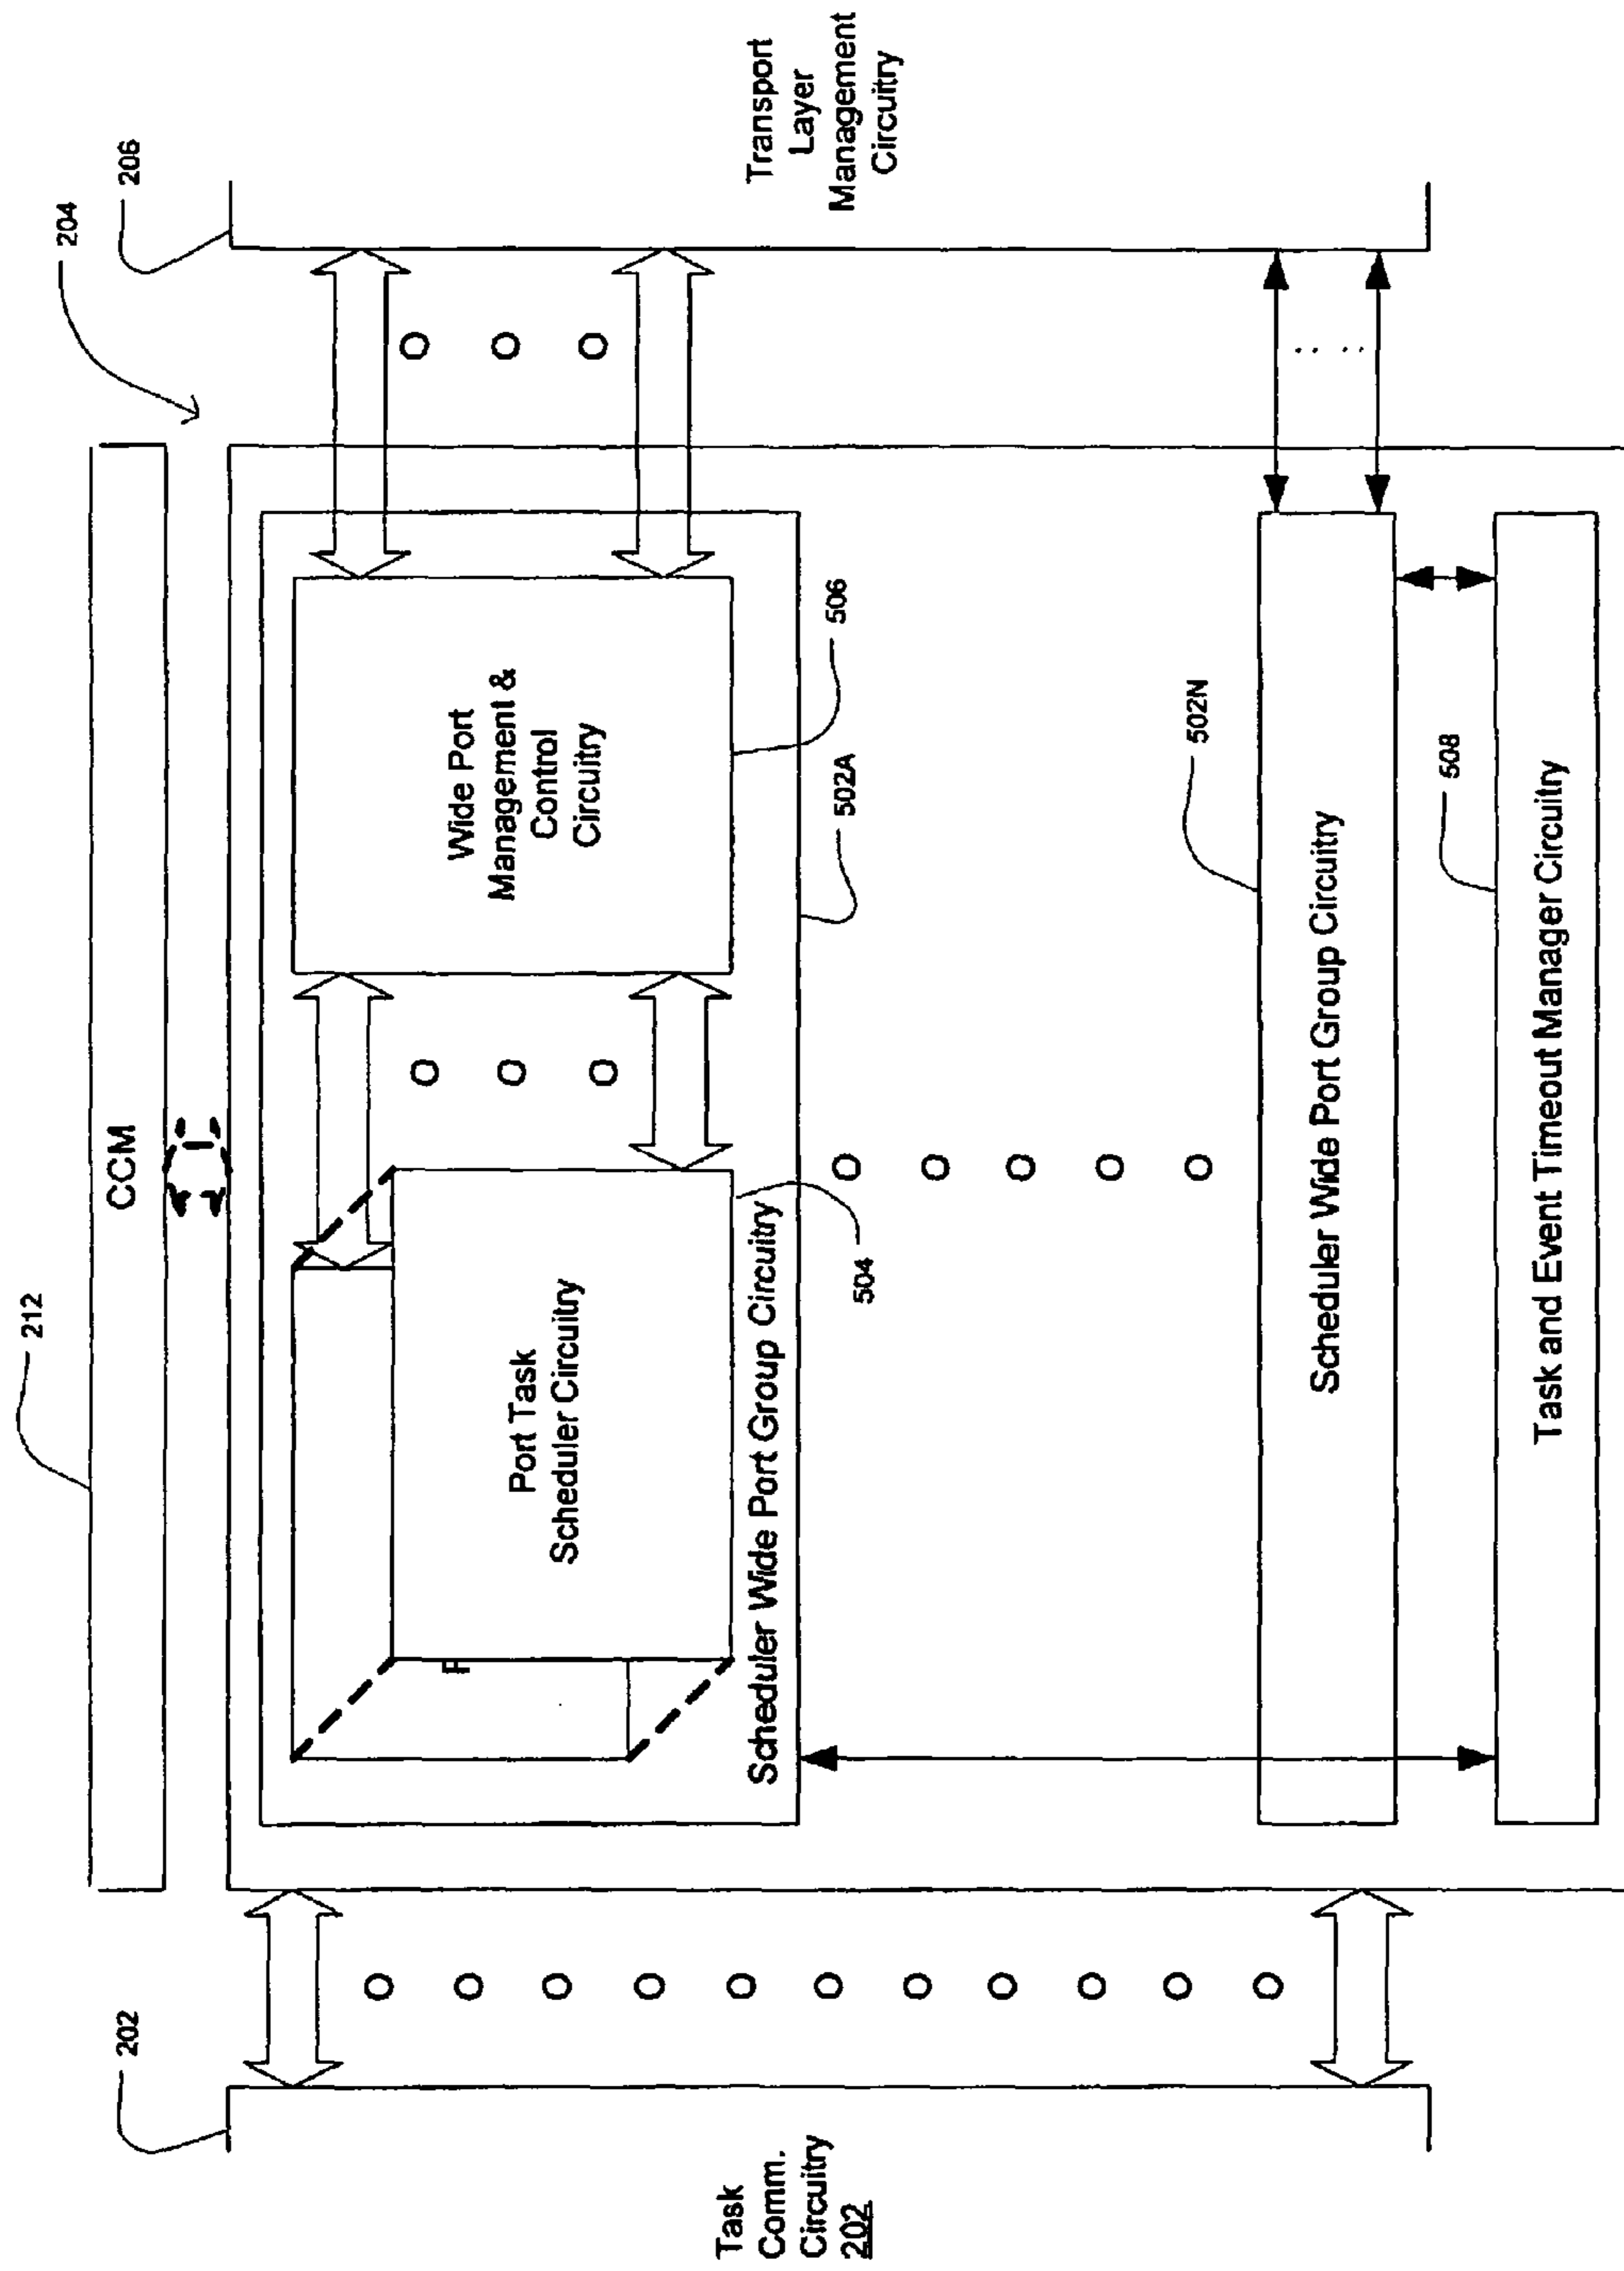 212
204
202
CCM
206
Port Task
Scheduler Circuitry
Wide Port
Management &
Control
Circuitry
Task
Comm.
Circuitry
202
Scheduler Wide Port Group Circuitry
Transport
Layer
Management
Circuitry
504
502A
506
502N
Scheduler Wide Port Group Circuitry
508
Task and Event Timeout Manager Circuitry